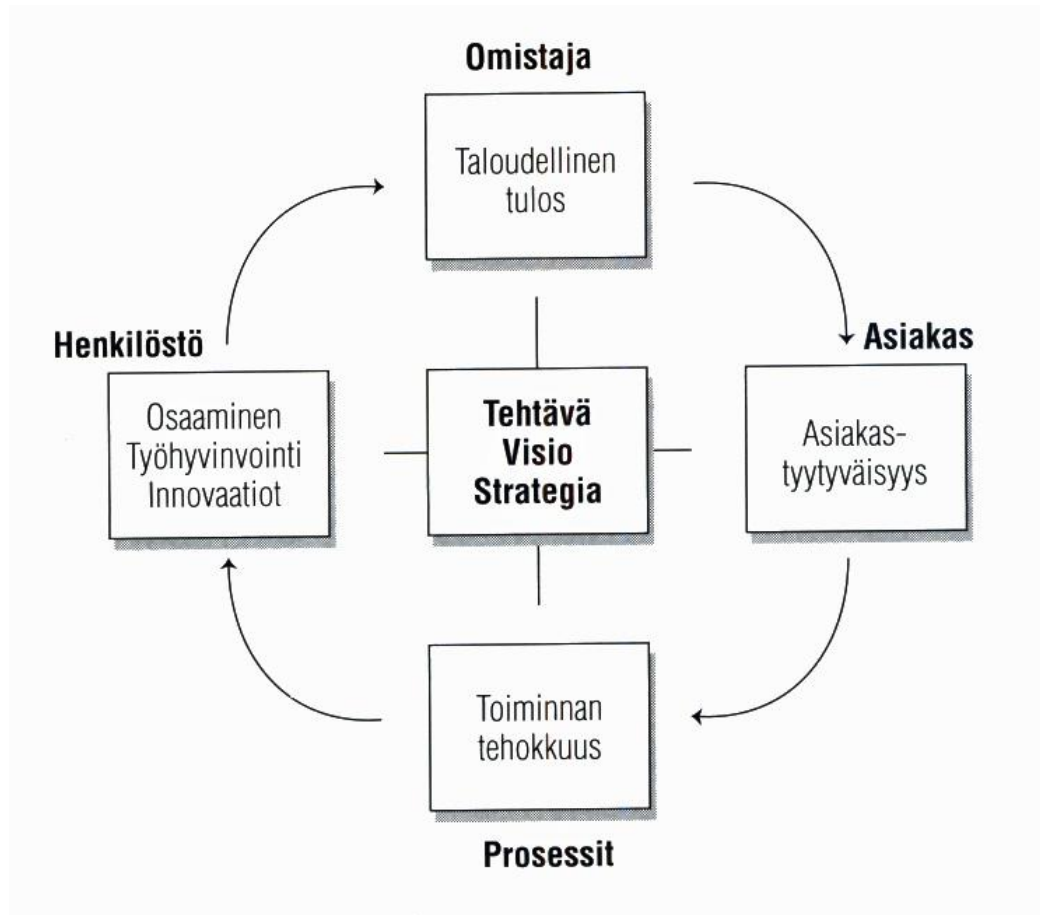 Omistaja
Taloudellinen
tulos
Henkilöstö
Osaaminen
Työhyvinvointi
Innovaatiot
Tehtävä
Visio
Strategia
Asiakas
Asiakas-
tyytyväisyys
Toiminnan
tehokkuus
Prosessit